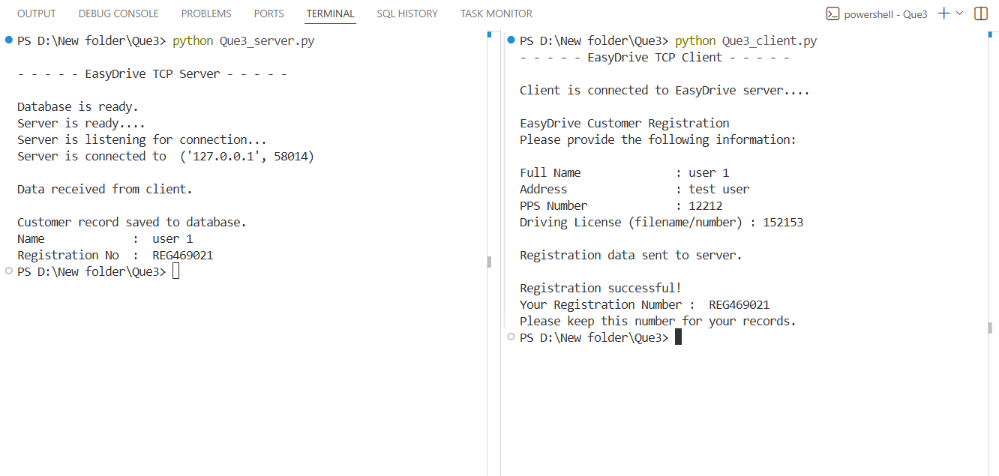 OUTPUT DEBUG CONSOLE PROBLEMS PORTS TERMINAL SQL HISTORY TASK MONITOR powershell - Que3
PS D:\New folder\Que3> python Que3_server.py
- - - - - EasyDrive TCP Server - - - - -
Database is ready.
Server is ready....
Server is listening for connection...
Server is connected to  ('127.0.0.1', 58014)
Data received from client.
Customer record saved to database.
Name             :  user 1
Registration No  :  REG469021
PS D:\New folder\Que3>
PS D:\New folder\Que3> python Que3_client.py
- - - - - EasyDrive TCP Client - - - - -
Client is connected to EasyDrive server....
EasyDrive Customer Registration
Please provide the following information:
Full Name              : user 1
Address                : test user
PPS Number             : 12212
Driving License (filename/number) : 152153
Registration data sent to server.
Registration successful!
Your Registration Number :  REG469021
Please keep this number for your records.
PS D:\New folder\Que3>